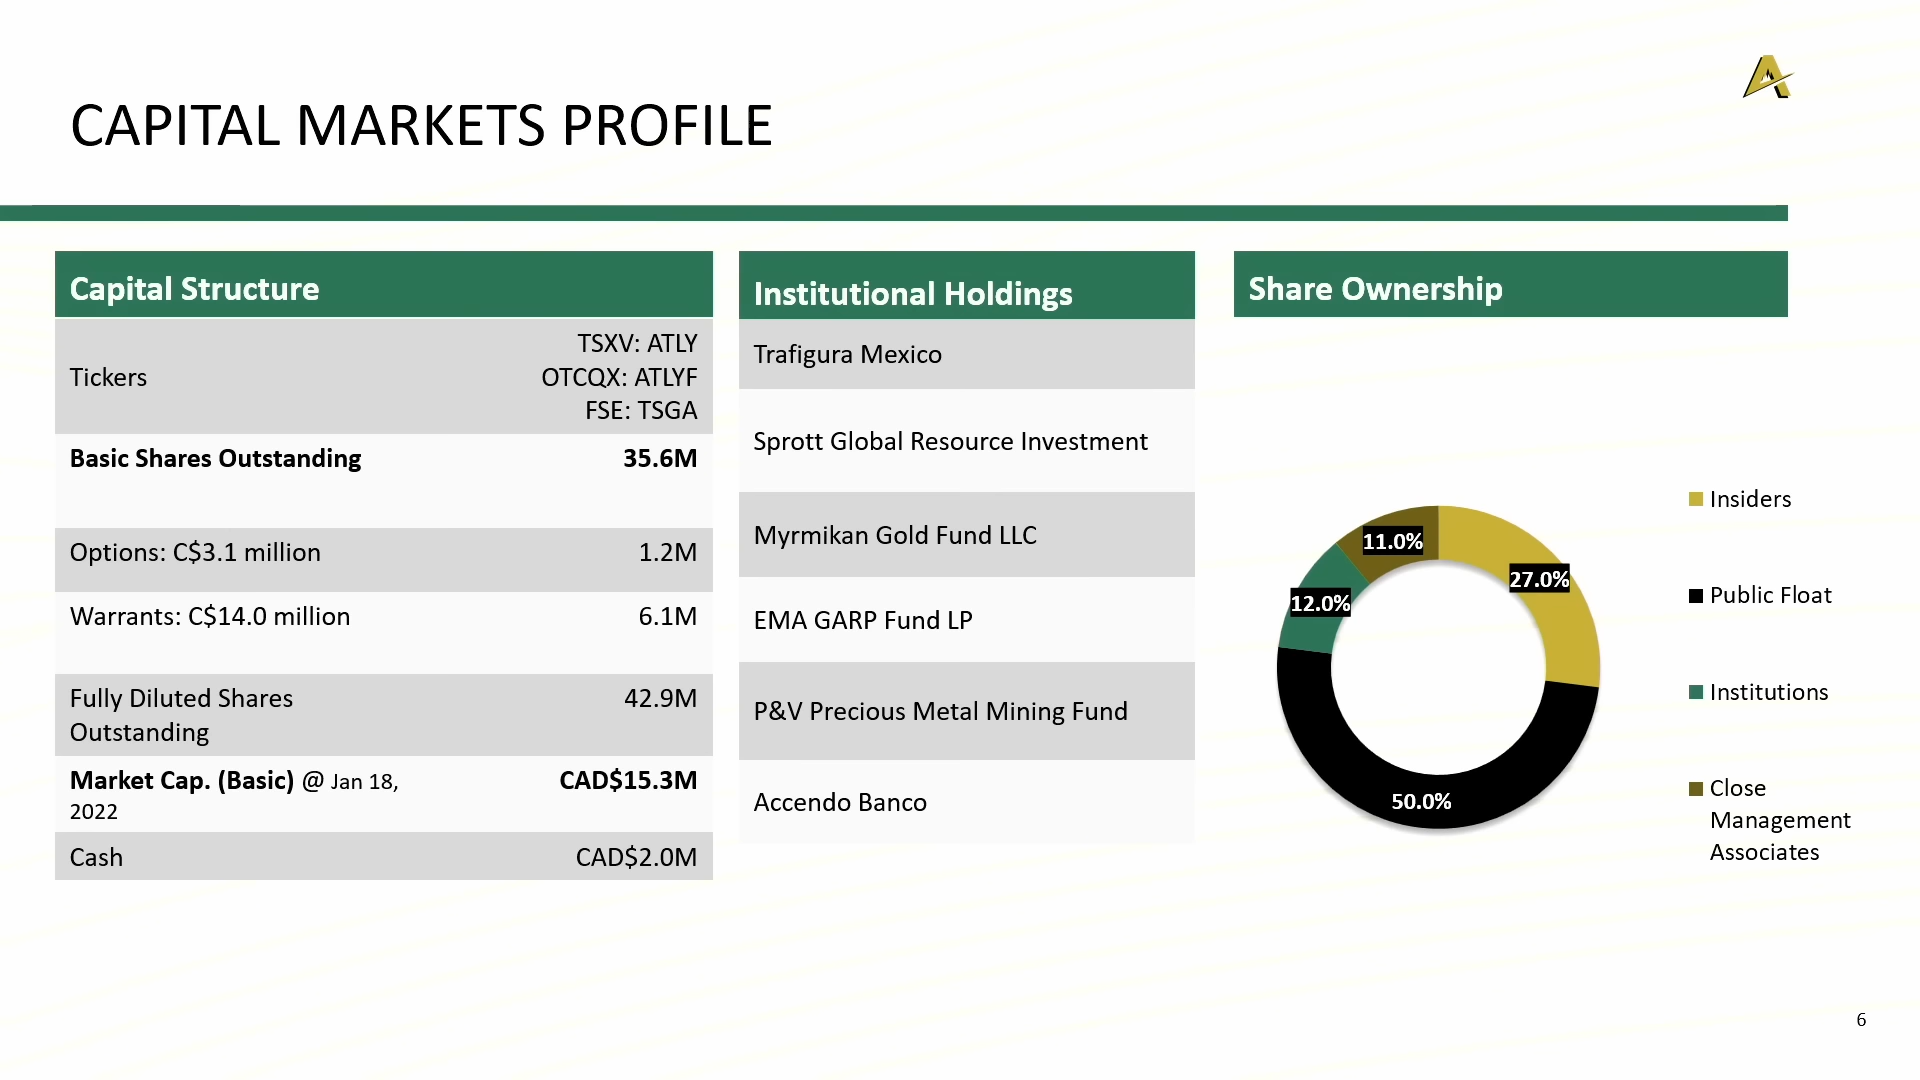 CAPITAL MARKETS PROFILE
Capital Structure
Tickers
TSXV: ATLY
OTCQX: ATLYF
FSE: TSGA
Basic Shares Outstanding 35.6M
Options: C$3.1 million 1.2M
Warrants: C$14.0 million 6.1M
Fully Diluted Shares 42.9M
Outstanding
Market Cap. (Basic) @ Jan 18, CAD$15.3M
2022
Cash CAD$2.0M
Institutional Holdings
Trafigura Mexico
Sprott Global Resource Investment
Myrmikan Gold Fund LLC
EMA GARP Fund LP
P&V Precious Metal Mining Fund
Accendo Banco
Share Ownership
11.0%
27.0%
12.0%
50.0%
Insiders
Public Float
Institutions
Close
Management
Associates
6